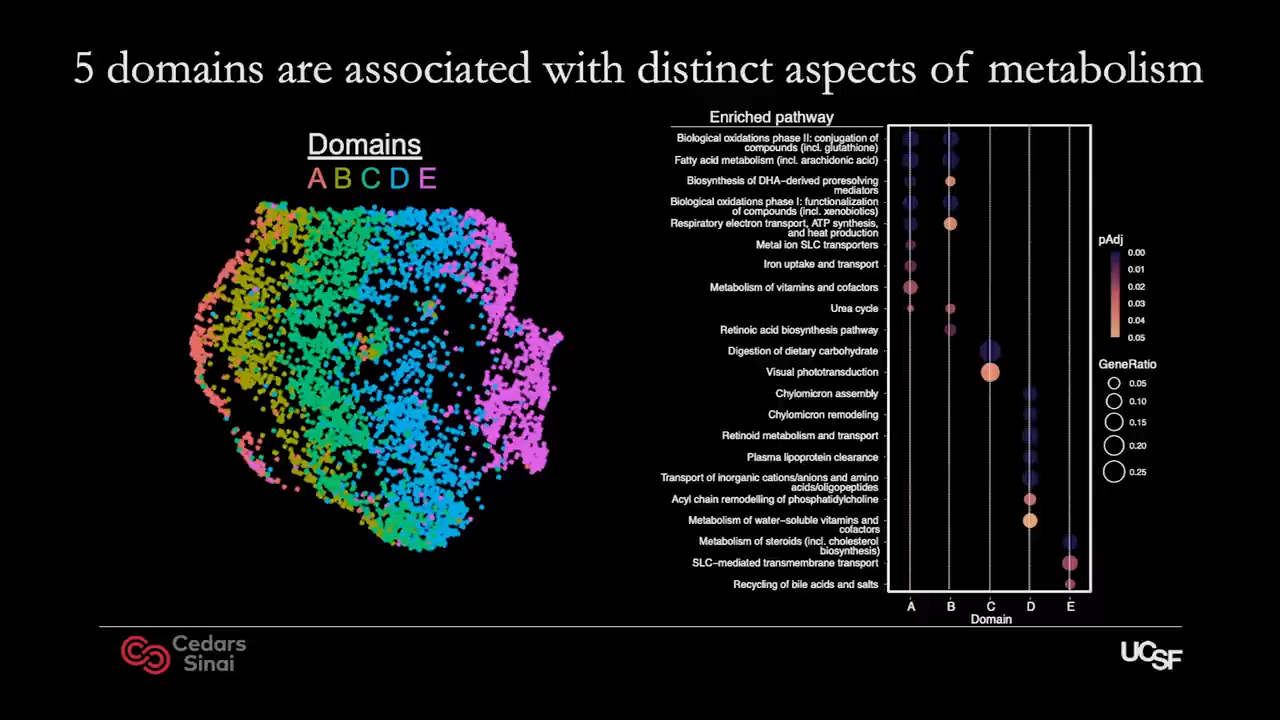 5 domains are associated with distinct aspects of metabolism
Domains
A B C D E
Enriched pathway
Biological oxidations phase II: conjugation of
compounds (incl. glutathione)
Fatty acid metabolism (incl. arachidonic acid)
Biosynthesis of DHA-derived proresolving
mediators
Biological oxidations phase I: functionalization
of compounds (incl. xenobiotics)
Respiratory electron transport, ATP synthesis,
and heat production
Metal ion SLC transporters
Iron uptake and transport
Metabolism of vitamins and cofactors
Urea cycle
Retinoic acid biosynthesis pathway
Digestion of dietary carbohydrate
Visual phototransduction
Chylomicron assembly
Chylomicron remodeling
Retinoid metabolism and transport
Plasma lipoprotein clearance
Transport of inorganic cations/anions and amino
acids/oligopeptides
Acyl chain remodelling of phosphatidylcholine
Metabolism of water-soluble vitamins and
cofactors
Metabolism of steroids (incl. cholesterol
biosynthesis)
SLC-mediated transmembrane transport
Recycling of bile acids and salts
A B C D E
Domain
pAdj
0.00
0.01
0.02
0.03
0.04
0.05
GeneRatio
0.05
0.10
0.15
0.20
0.25
Cedars
Sinai
UCSF